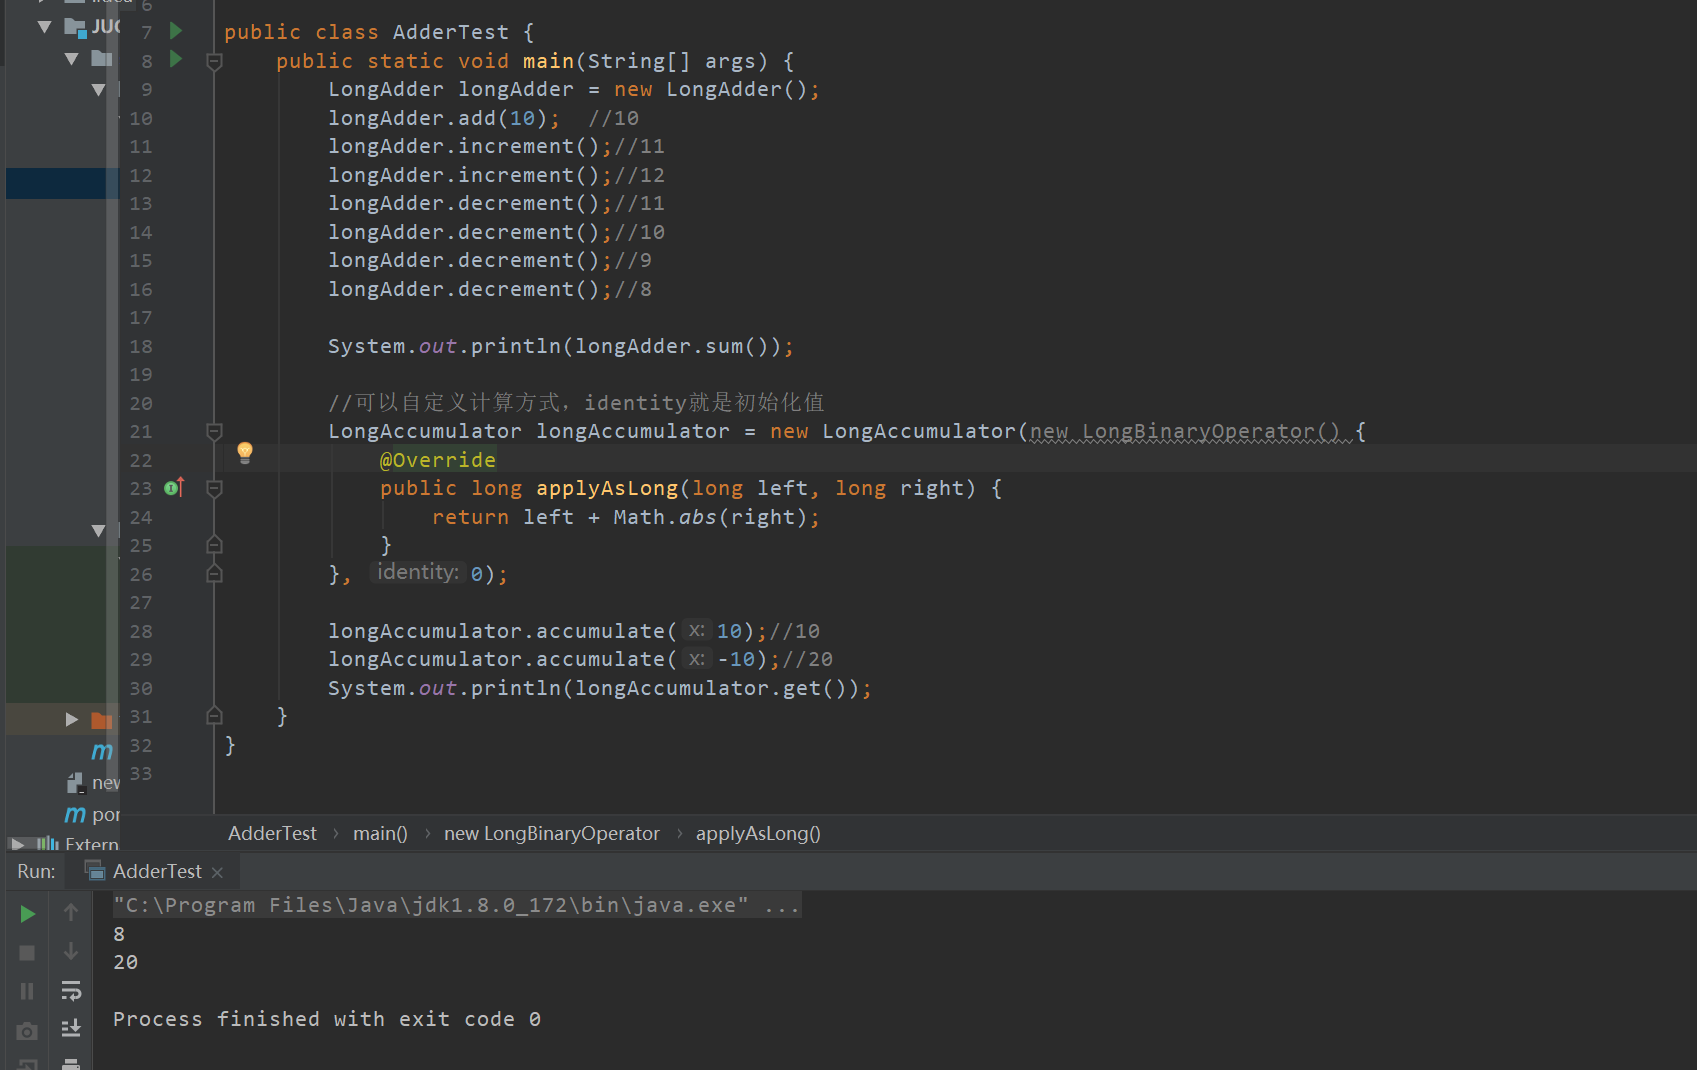 6
JUC
7 public class AdderTest {
8 public static void main(String[] args) {
9 LongAdder longAdder = new LongAdder();
10 longAdder.add(10);  //10
11 longAdder.increment();//11
12 longAdder.increment();//12
13 longAdder.decrement();//11
14 longAdder.decrement();//10
15 longAdder.decrement();//9
16 longAdder.decrement();//8
17
18 System.out.println(longAdder.sum());
19
20 //可以自定义计算方式，identity就是初始化值
21 LongAccumulator longAccumulator = new LongAccumulator(new LongBinaryOperator() {
22 @Override
23 public long applyAsLong(long left, long right) {
24 return left + Math.abs(right);
25 }
26 }, identity: 0);
27
28 longAccumulator.accumulate( x: 10);//10
29 longAccumulator.accumulate( x: -10);//20
30 System.out.println(longAccumulator.get());
31 }
32 }
33
m
new
m por
Extern
AdderTest › main() › new LongBinaryOperator › applyAsLong()
Run: AdderTest ×
"C:\Program Files\Java\jdk1.8.0_172\bin\java.exe" ...
8
20
Process finished with exit code 0